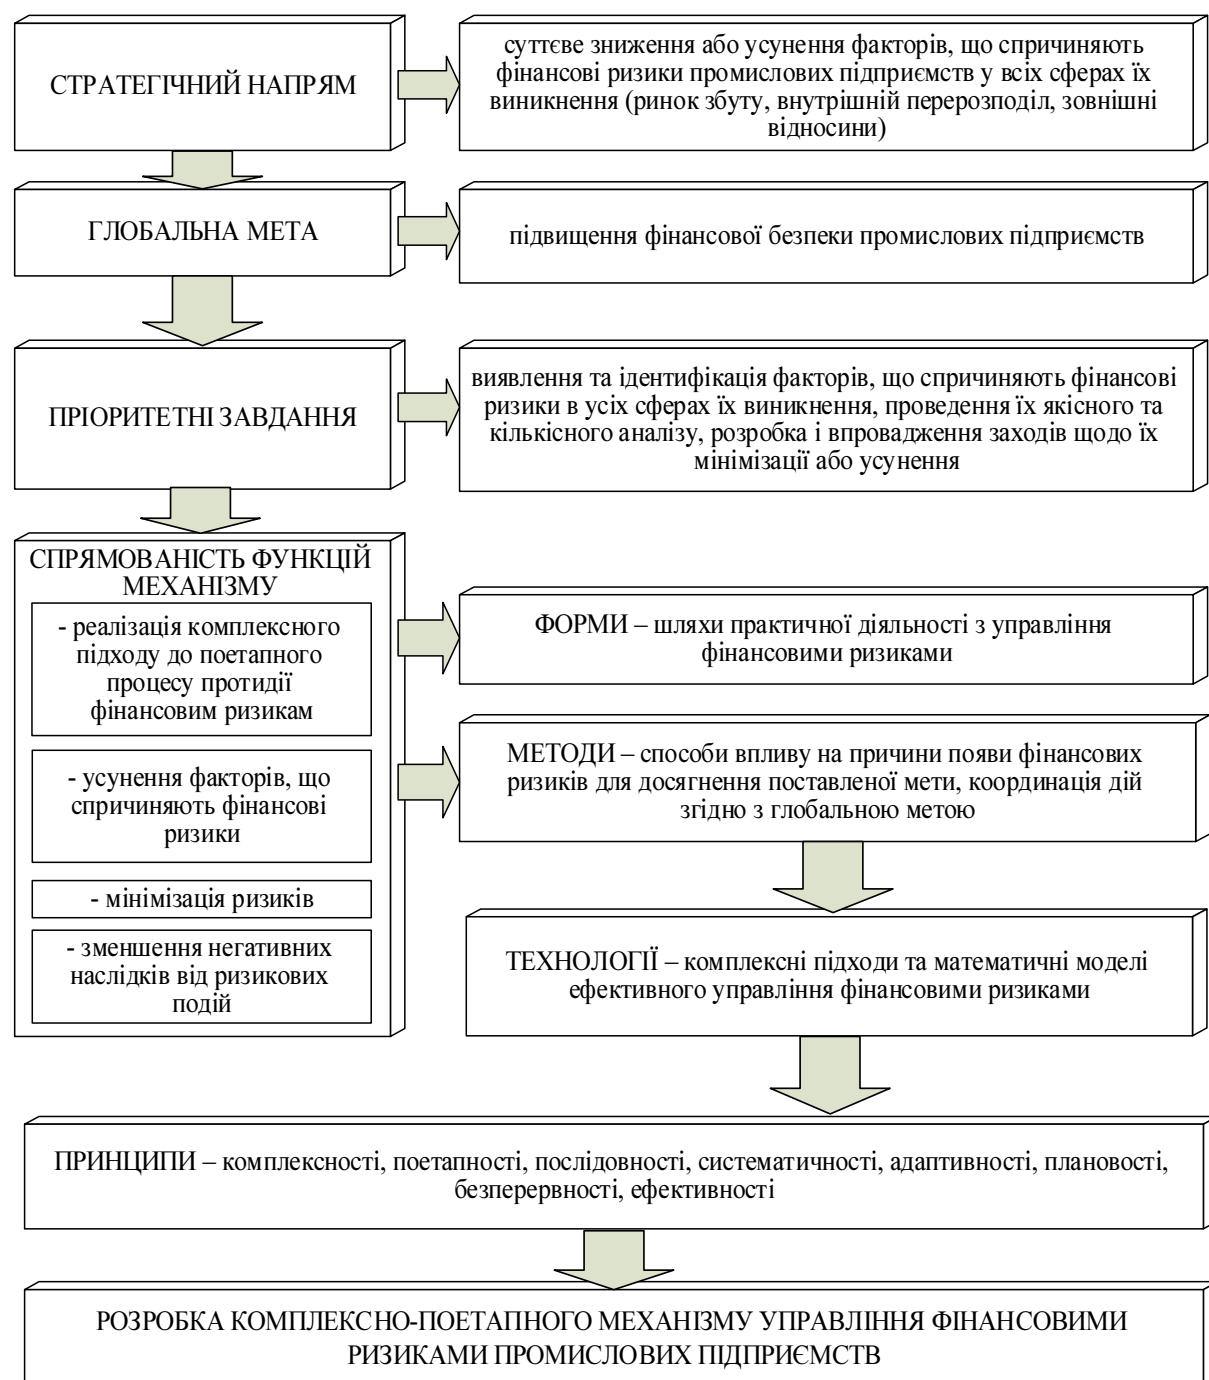 СТРАТЕГІЧНИЙ НАПРЯМ
суттєве зниження або усунення факторів, що спричиняють
фінансові ризики промислових підприємств у всіх сферах їх
виникнення (ринок збуту, внутрішній перерозподіл, зовнішні
відносини)
ГЛОБАЛЬНА МЕТА
підвищення фінансової безпеки промислових підприємств
ПРІОРИТЕТНІ ЗАВДАННЯ
виявлення та ідентифікація факторів, що спричиняють фінансові
ризики в усіх сферах їх виникнення, проведення їх якісного та
кількісного аналізу, розробка і впровадження заходів щодо їх
мінімізації або усунення
СПРЯМОВАНІСТЬ ФУНКЦІЙ
МЕХАНІЗМУ
- реалізація комплексного
підходу до поетапного
процесу протидії
фінансовим ризикам
- усунення факторів, що
спричиняють фінансові
ризики
- мінімізація ризиків
- зменшення негативних
наслідків від ризикових
подій
ФОРМИ – шляхи практичної діяльності з управління
фінансовими ризиками
МЕТОДИ – способи впливу на причини появи фінансових
ризиків для досягнення поставленої мети, координація дій
згідно з глобальною метою
ТЕХНОЛОГІЇ – комплексні підходи та математичні моделі
ефективного управління фінансовими ризиками
ПРИНЦИПИ – комплексності, поетапності, послідовності, систематичності, адаптивності, плановості,
безперервності, ефективності
РОЗРОБКА КОМПЛЕКСНО-ПОЕТАПНОГО МЕХАНІЗМУ УПРАВЛІННЯ ФІНАНСОВИМИ
РИЗИКАМИ ПРОМИСЛОВИХ ПІДПРИЄМСТВ